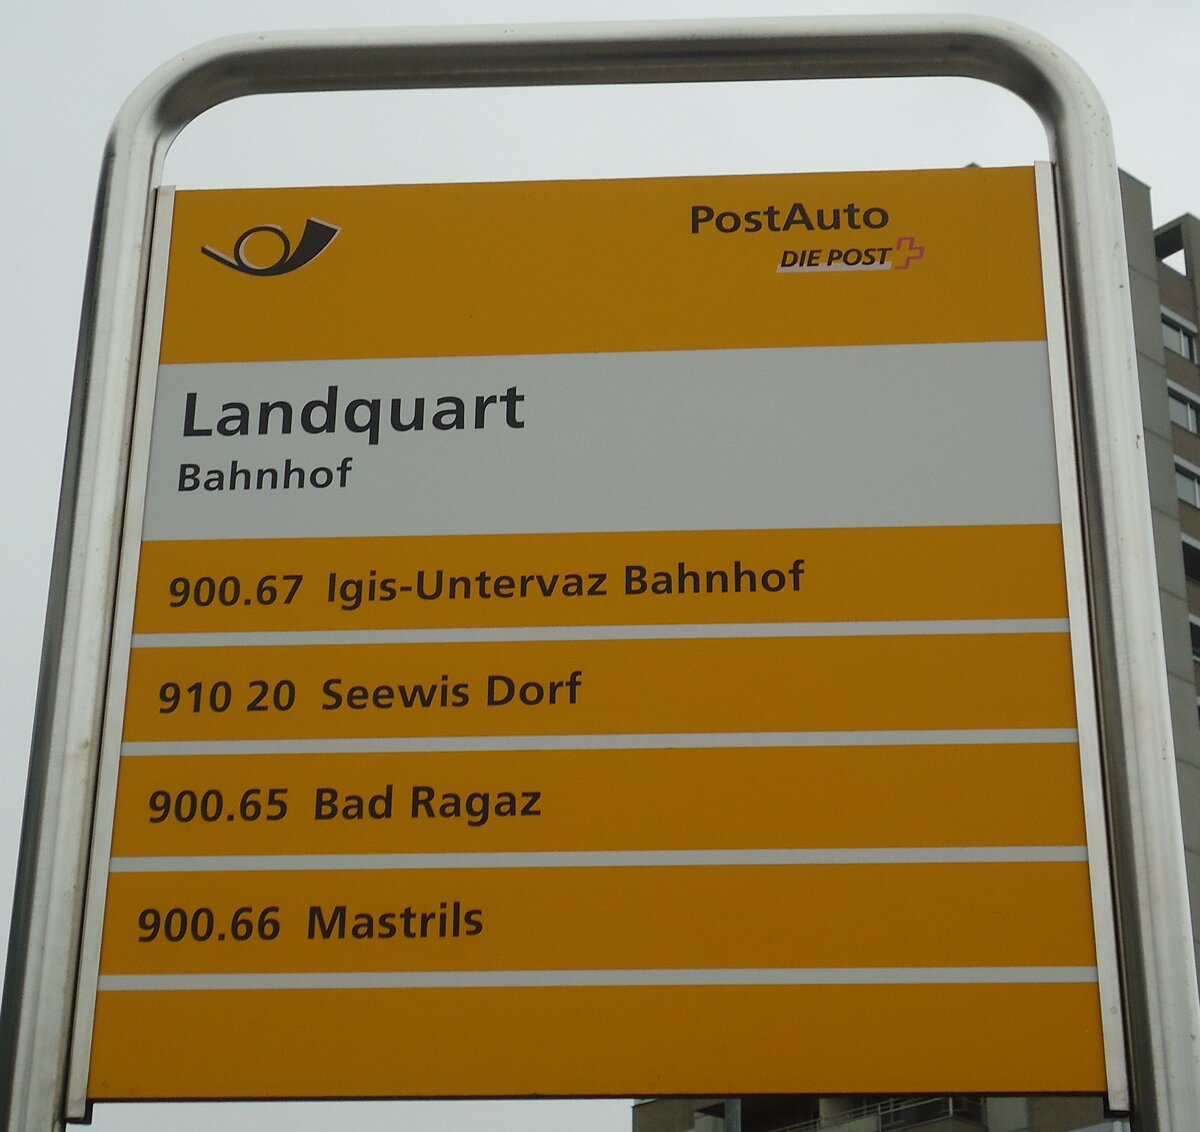 PostAuto
DIE POST
Landquart
Bahnhof
900.67 Igis-Untervaz Bahnhof
910 20 Seewis Dorf
900.65 Bad Ragaz
900.66 Mastrils